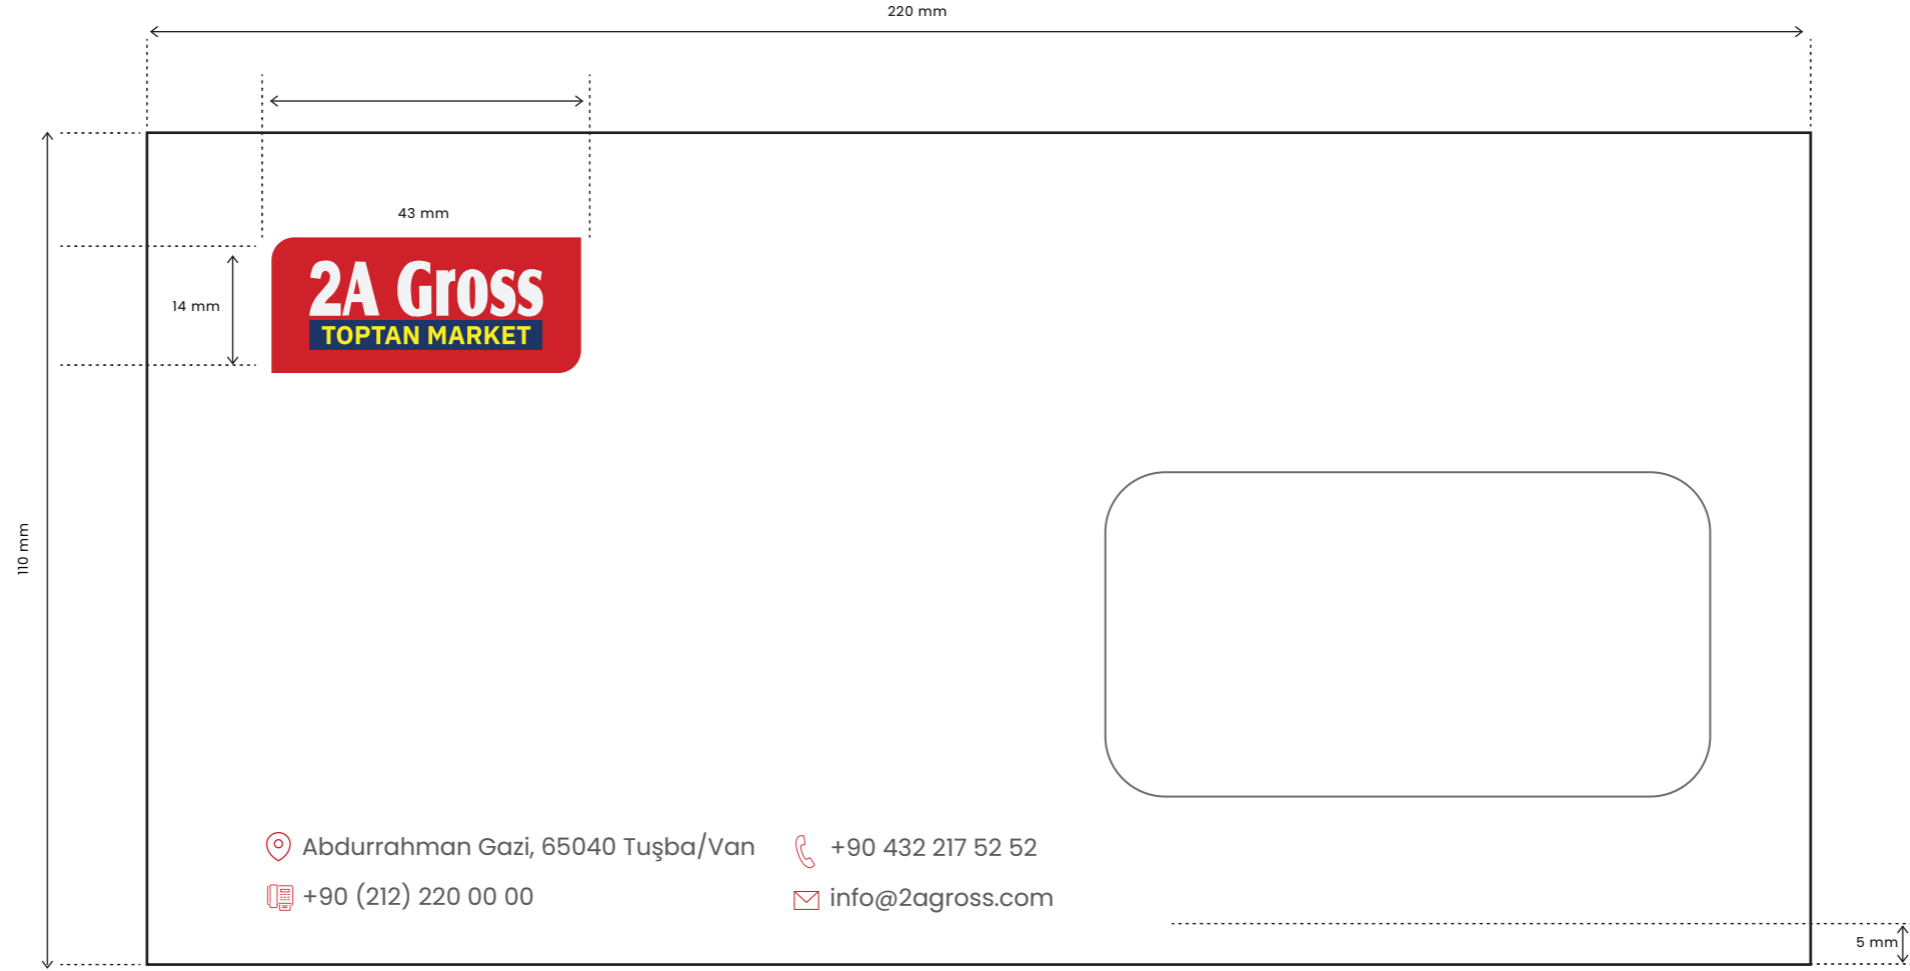 220 mm
43 mm
14 mm
2A Gross
TOPTAN MARKET
110 mm
Abdurrahman Gazi, 65040 Tuşba/Van
+90 432 217 52 52
+90 (212) 220 00 00
info@2agross.com
5 mm